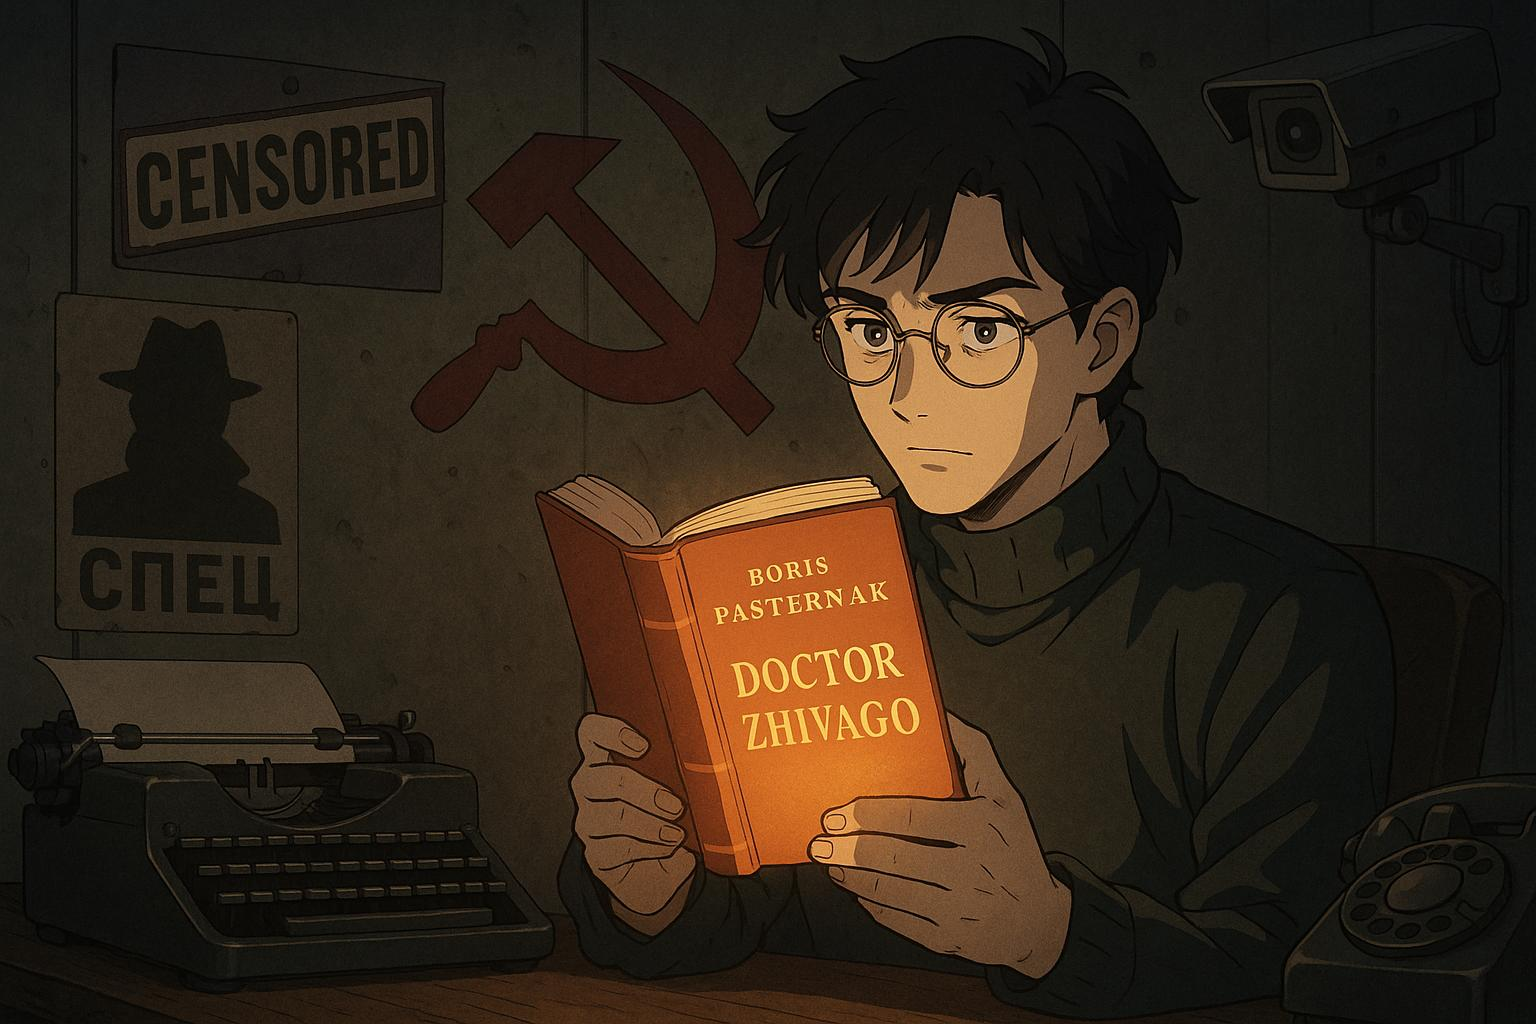 CENSORED
СПЕЦ
BORIS
PASTERNAK
DOCTOR
ZHIVAGO